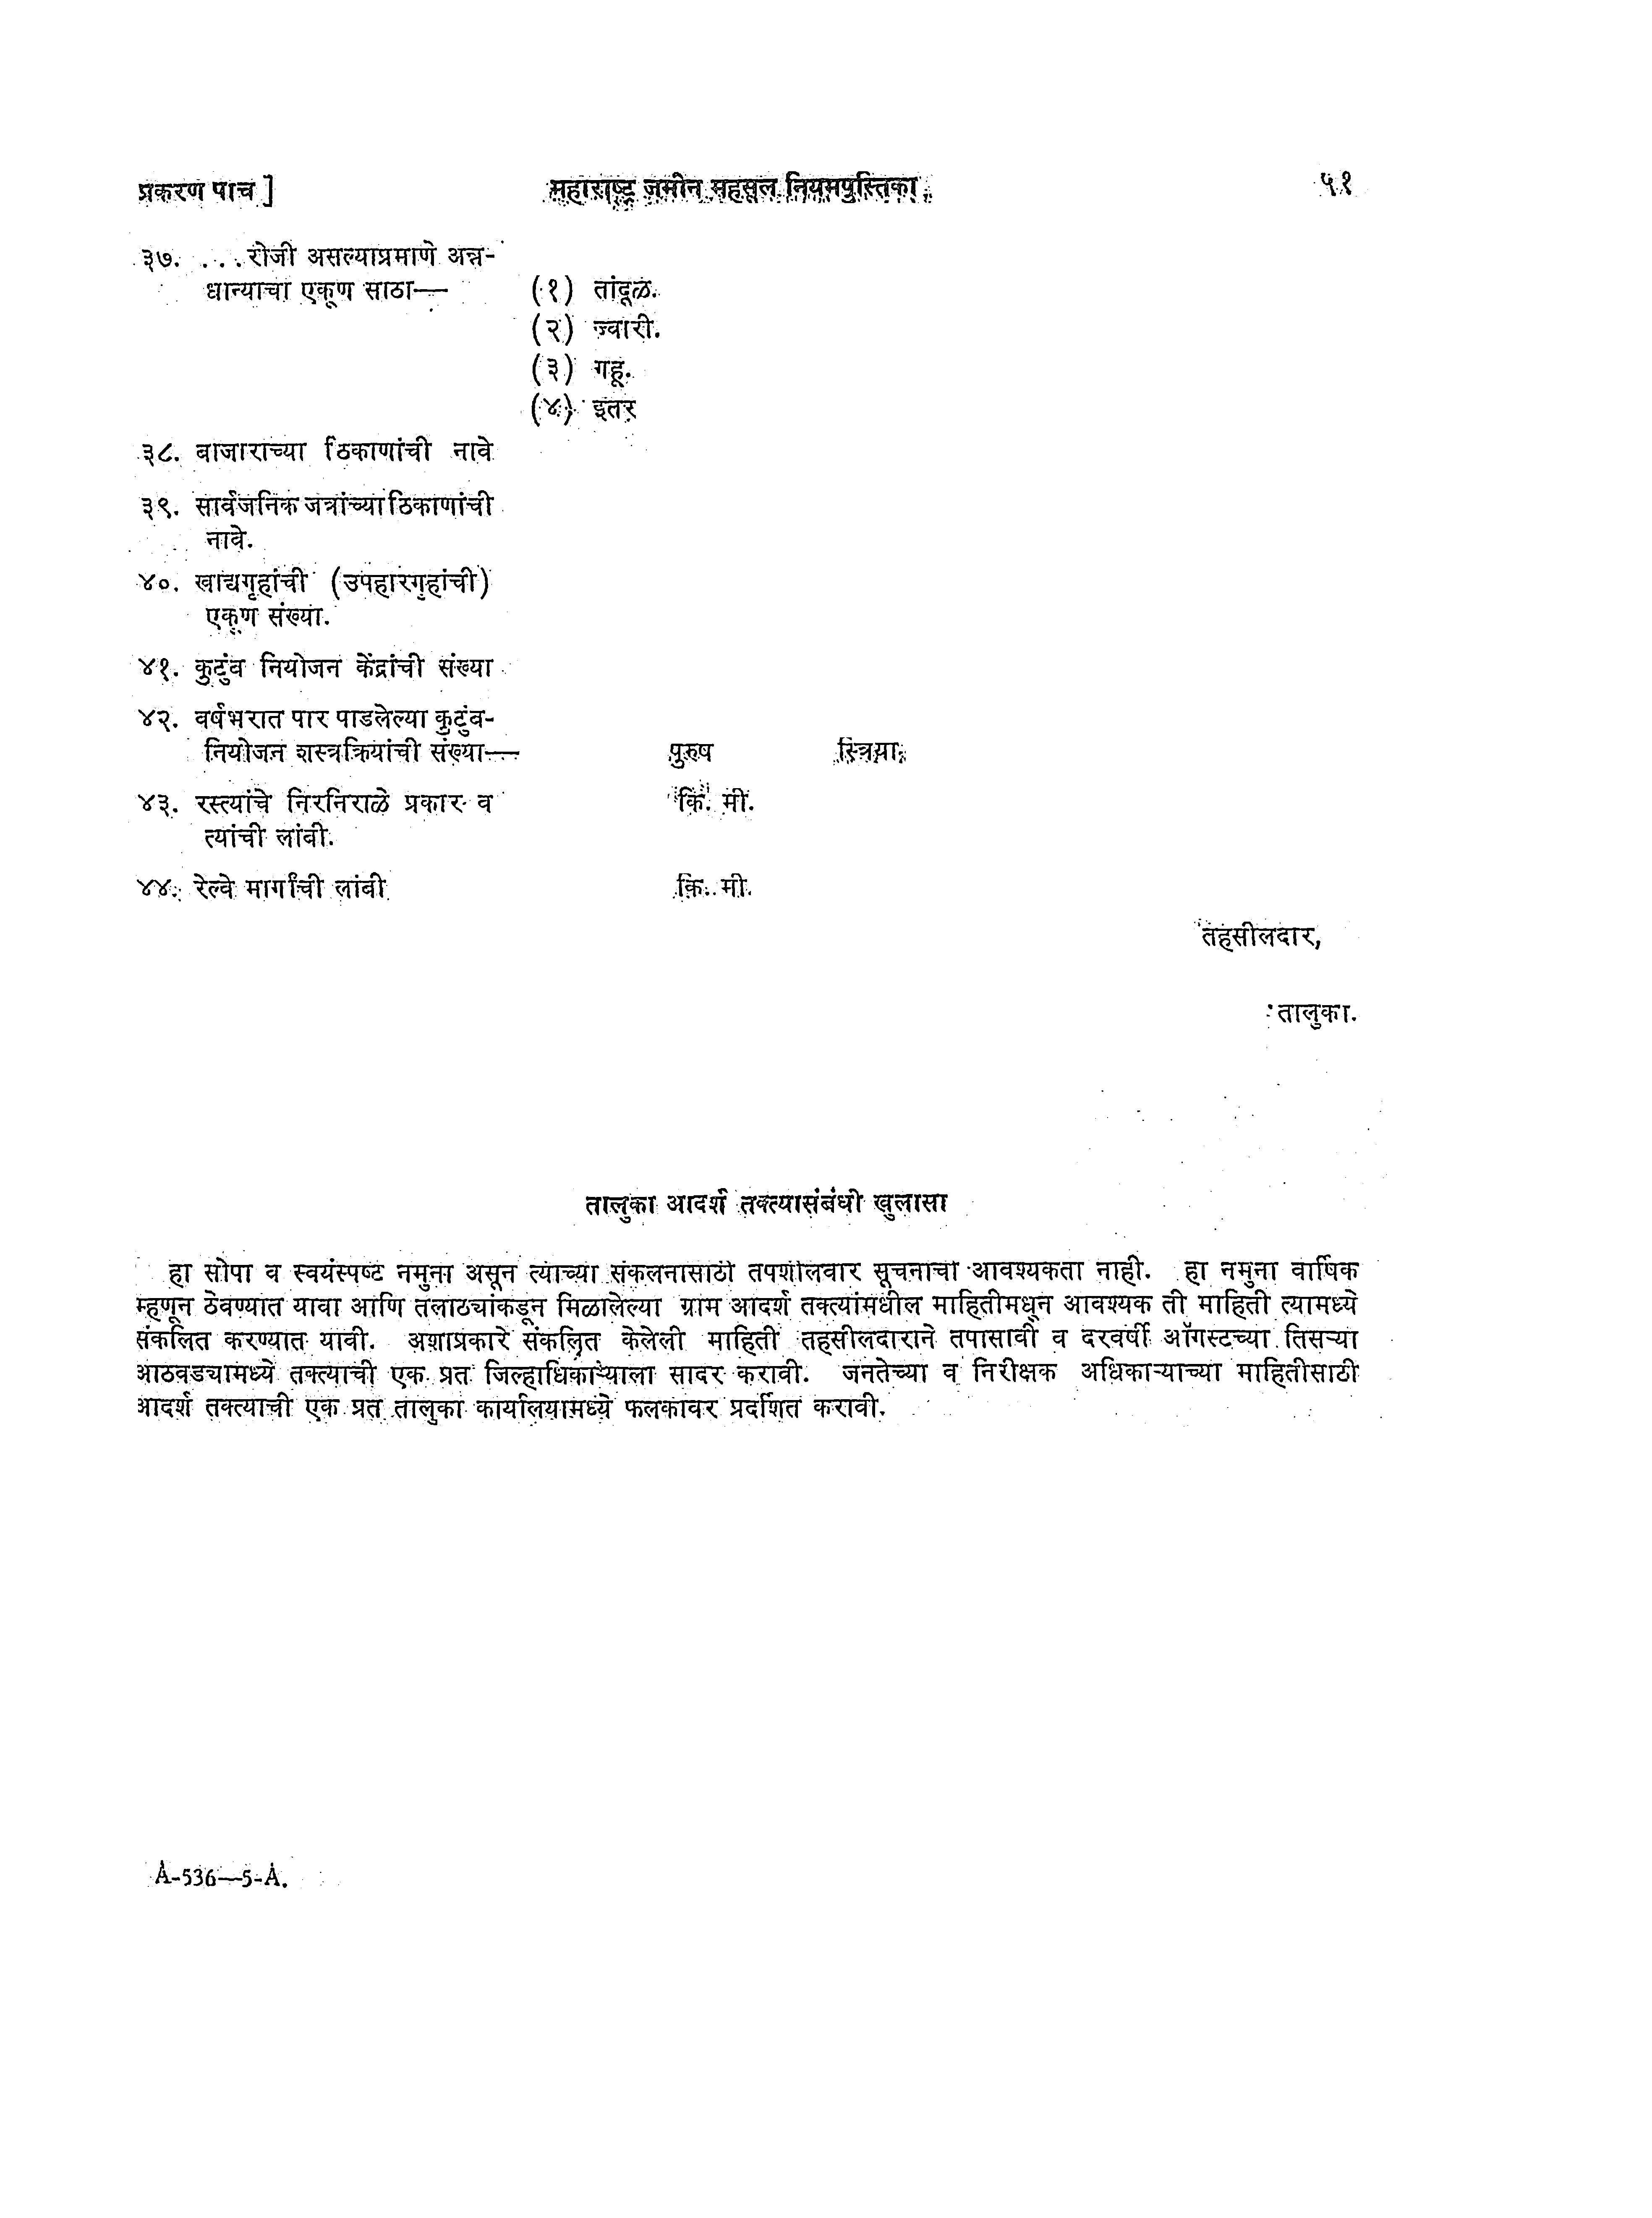 प्रकरण पाच ] महाराष्ट्र जमीन महसूल नियमपुस्तिका ५१
३७. ...रोजी असल्याप्रमाणे अन्न-
धान्याचा एकूण साठा— (१) तांदूळ.
(२) ज्वारी.
(३) गहू.
(४) इतर
३८. बाजाराच्या ठिकाणांची नावे
३९. सार्वजनिक जत्रांच्या ठिकाणांची
नावे.
४०. खाद्यगृहांची (उपहारगृहांची)
एकूण संख्या.
४१. कुटुंब नियोजन केंद्रांची संख्या
४२. वर्षभरात पार पाडलेल्या कुटुंब-
नियोजन शस्त्रक्रियांची संख्या— पुरुष स्त्रिया
४३. रस्त्यांचे निरनिराळे प्रकार व कि. मी.
त्यांची लांबी.
४४. रेल्वे मार्गांची लांबी कि. मी.
तहसीलदार,
तालुका.
तालुका आदर्श तक्त्यासंबंधी खुलासा
हा सोपा व स्वयंस्पष्ट नमुना असून त्याच्या संकलनासाठी तपशीलवार सूचनाची आवश्यकता नाही. हा नमुना वार्षिक
म्हणून ठेवण्यात यावा आणि तलाठ्यांकडून मिळालेल्या ग्राम आदर्श तक्त्यांमधील माहितीमधून आवश्यक ती माहिती त्यामध्ये
संकलित करण्यात यावी. अशाप्रकारे संकलित केलेली माहिती तहसीलदाराने तपासावी व दरवर्षी ऑगस्टच्या तिसऱ्या
आठवड्यामध्ये तक्त्याची एक प्रत जिल्हाधिकाऱ्याला सादर करावी. जनतेच्या व निरीक्षक अधिकाऱ्याच्या माहितीसाठी
आदर्श तक्त्याची एक प्रत तालुका कार्यालयामध्ये फलकावर प्रदर्शित करावी.
A-536—5-A.